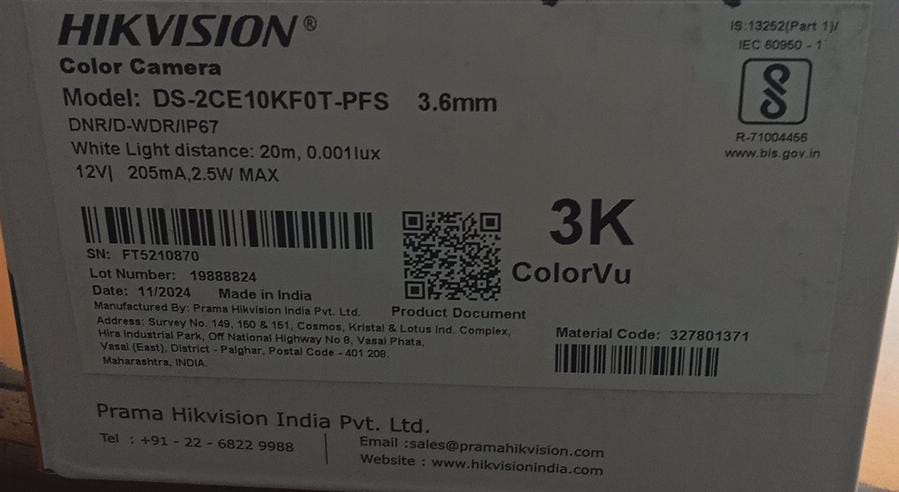 HIKVISION®
Color Camera
Model: DS-2CE10KF0T-PFS 3.6mm
DNR/D-WDR/IP67
White Light distance: 20m, 0.001lux
12V| 205mA,2.5W MAX
IS:13252(Part 1)/
IEC 60950 - 1
R-71004456
www.bis.gov.in
3K
ColorVu
SN: FT5210870
Lot Number: 19888824
Date: 11/2024 Made in India
Manufactured By: Prama Hikvision India Pvt. Ltd.
Address: Survey No. 149, 150 & 151, Cosmos, Kristal & Lotus Ind. Complex,
Hira Industrial Park, Off National Highway No 8, Vasai Phata,
Vasai (East), District - Palghar, Postal Code - 401 208,
Maharashtra, INDIA.
Product Document
Material Code: 327801371
Prama Hikvision India Pvt. Ltd.
Tel : +91 - 22 - 6822 9988
Email :sales@pramahikvision.com
Website : www.hikvisionindia.com